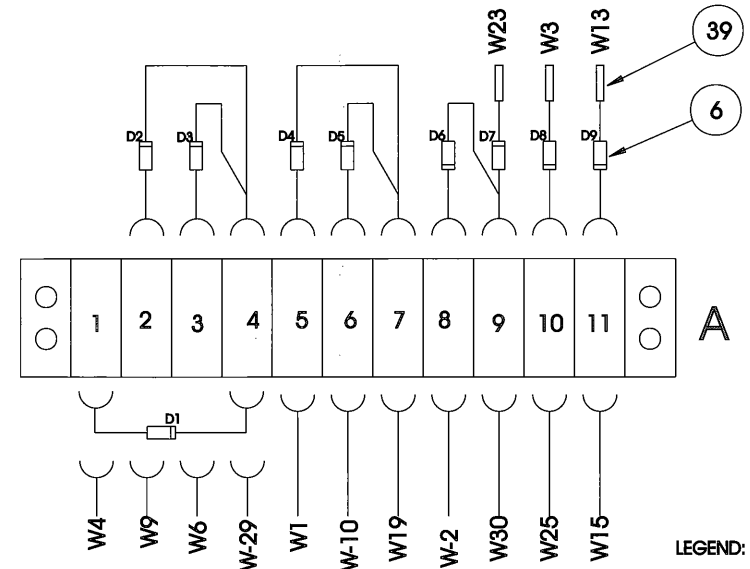 W23 W3 W13
39
6
D2 D3 D4 D5 D6 D7 D8 D9
1 2 3 4 5 6 7 8 9 10 11
A
D1
W4 W9 W6 W-29 W1 W-10 W19 W-2 W30 W25 W15
LEGEND: